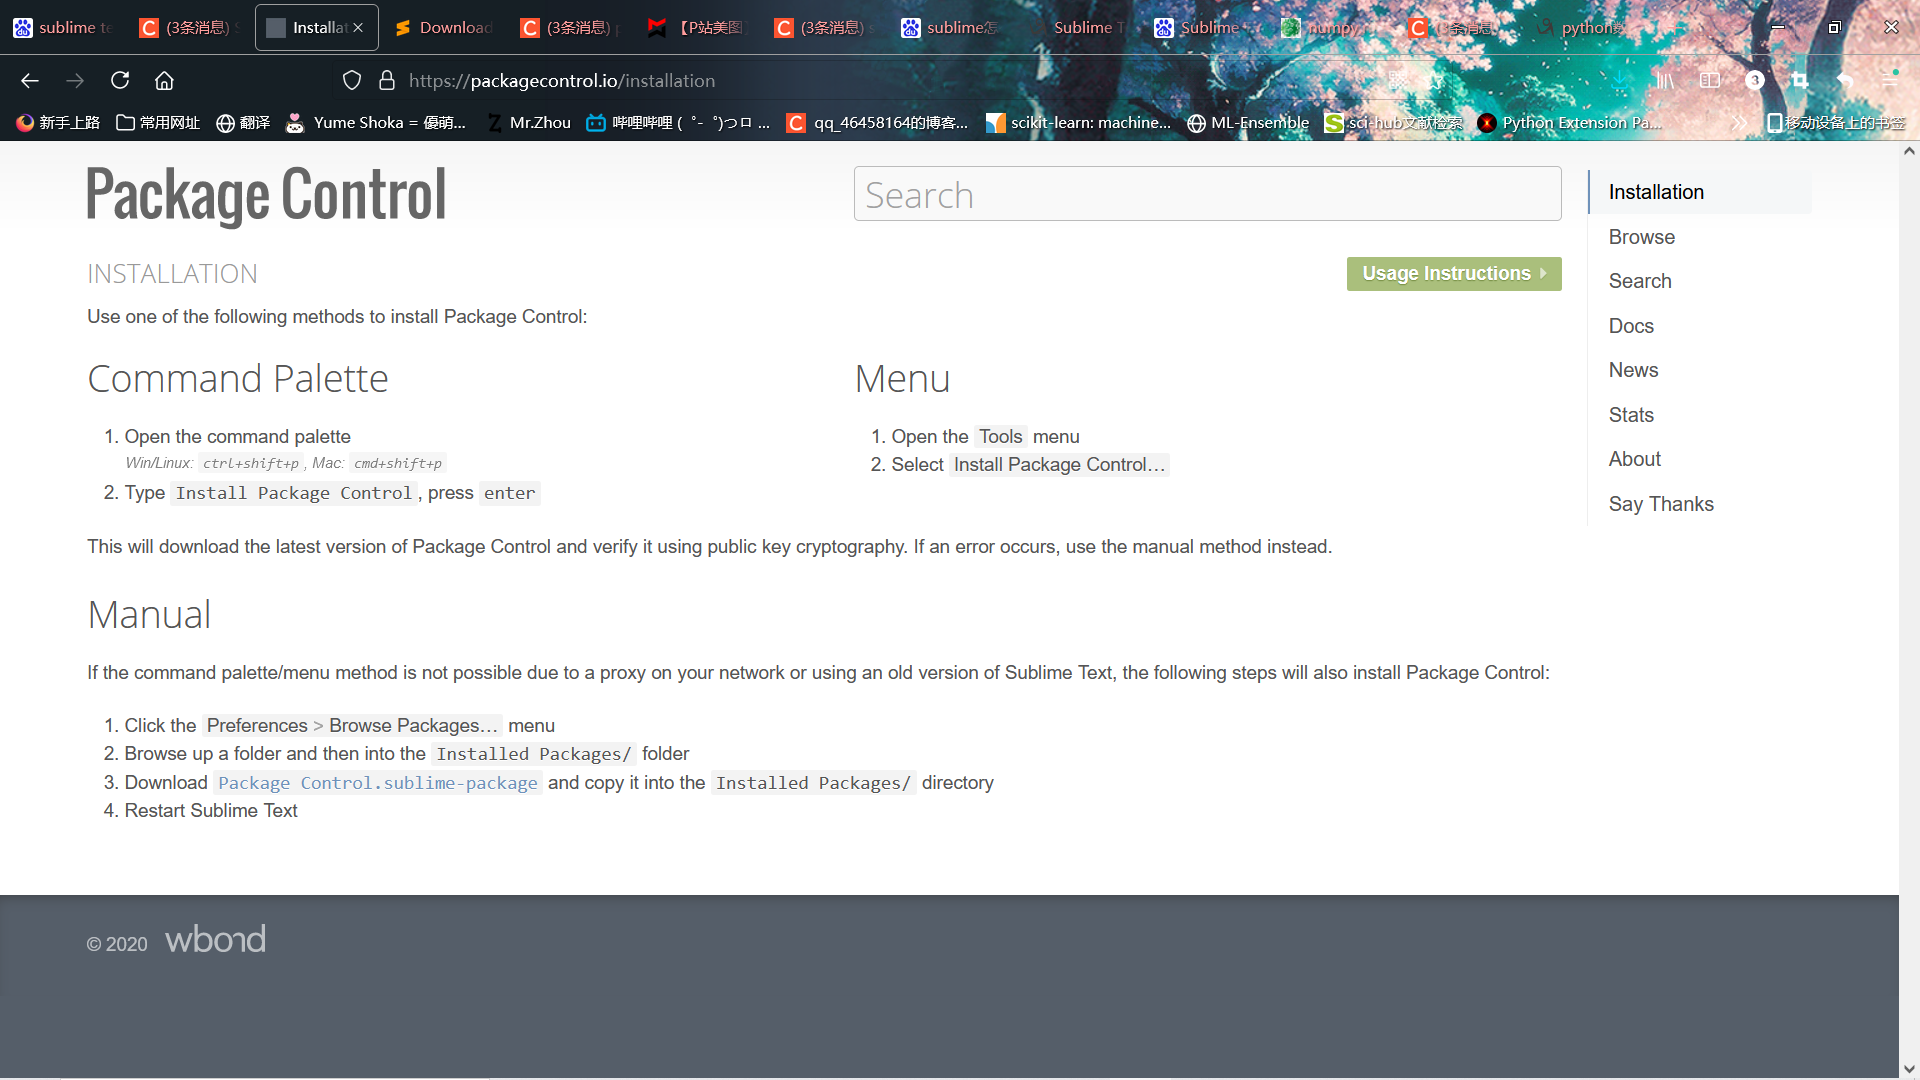 sublime te
(3条消息) S
Installat
Download
(3条消息) p
【P站美图】
(3条消息) s
sublime怎
Sublime T
Sublime
numpy.r
(3条消息)
python数
https://packagecontrol.io/installation
3
新手上路
常用网址
翻译
Yume Shoka = 優萌...
Mr.Zhou
哔哩哔哩 ( ゜- ゜)つロ ...
qq_46458164的博客...
scikit-learn: machine...
ML-Ensemble
sci-hub文献检索
Python Extension Pa...
移动设备上的书签
Package Control
Search
Installation
Browse
Search
Docs
News
Stats
About
Say Thanks
INSTALLATION
Usage Instructions
Use one of the following methods to install Package Control:
Command Palette
1. Open the command palette
Win/Linux: ctrl+shift+p , Mac: cmd+shift+p
2. Type Install Package Control, press enter
Menu
1. Open the Tools menu
2. Select Install Package Control…
This will download the latest version of Package Control and verify it using public key cryptography. If an error occurs, use the manual method instead.
Manual
If the command palette/menu method is not possible due to a proxy on your network or using an old version of Sublime Text, the following steps will also install Package Control:
1. Click the Preferences > Browse Packages… menu
2. Browse up a folder and then into the Installed Packages/ folder
3. Download Package Control.sublime-package and copy it into the Installed Packages/ directory
4. Restart Sublime Text
© 2020 wbond